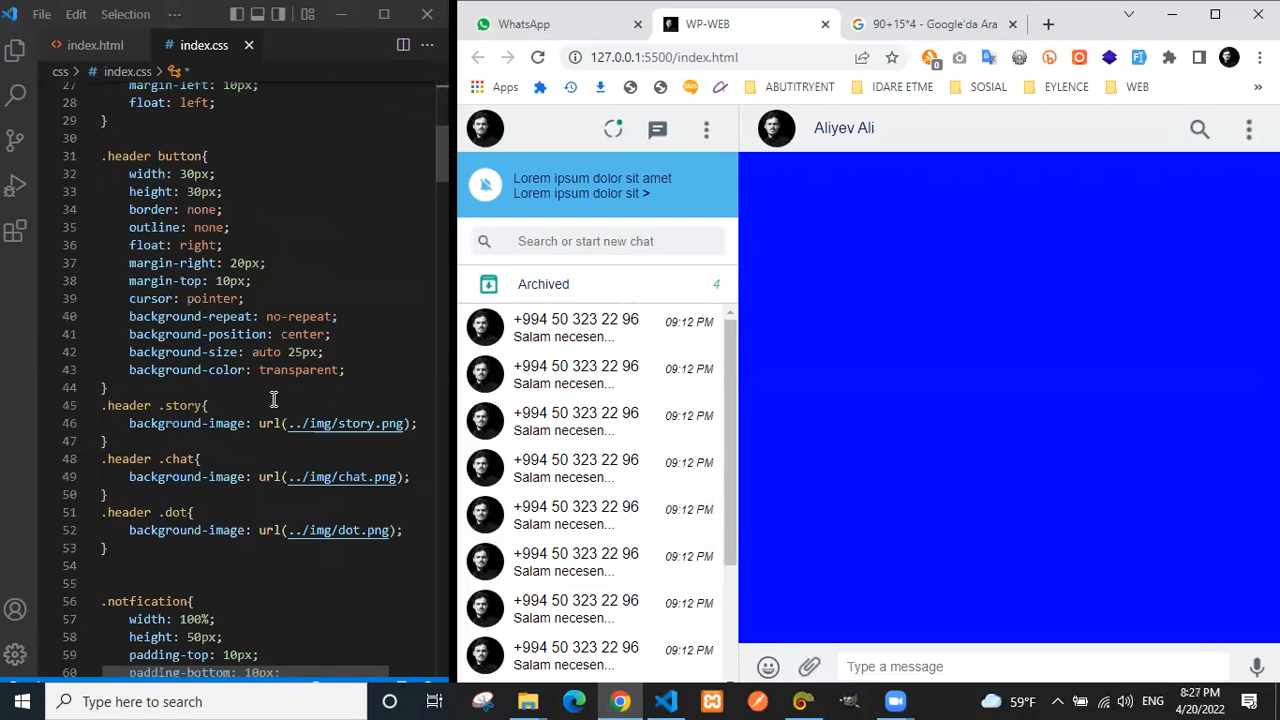 File Edit Selection
index.html index.css
css > index.css > *
27 margin-left: 10px;
28 float: left;
29 }
30
31 .header button{
32 width: 30px;
33 height: 30px;
34 border: none;
35 outline: none;
36 float: right;
37 margin-right: 20px;
38 margin-top: 10px;
39 cursor: pointer;
40 background-repeat: no-repeat;
41 background-position: center;
42 background-size: auto 25px;
43 background-color: transparent;
44 }
45 .header .story{
46 background-image: url(../img/story.png);
47 }
48 .header .chat{
49 background-image: url(../img/chat.png);
50 }
51 .header .dot{
52 background-image: url(../img/dot.png);
53 }
54
55
56 .notfication{
57 width: 100%;
58 height: 50px;
59 padding-top: 10px;
padding-bottom: 10px;
WhatsApp WP-WEB 90+15*4 - Google'da Ara
127.0.0.1:5500/index.html
0
Apps SMS ABUTITRYENT IDARE ETME SOSIAL EYLENCE WEB »
Lorem ipsum dolor sit amet
Lorem ipsum dolor sit >
Search or start new chat
Archived 4
+994 50 323 22 96 09:12 PM
Salam necesen...
+994 50 323 22 96 09:12 PM
Salam necesen...
+994 50 323 22 96 09:12 PM
Salam necesen...
+994 50 323 22 96 09:12 PM
Salam necesen...
+994 50 323 22 96 09:12 PM
Salam necesen...
+994 50 323 22 96 09:12 PM
Salam necesen...
+994 50 323 22 96 09:12 PM
Salam necesen...
+994 50 323 22 96 09:12 PM
Salam necesen...
Aliyev Ali
Type a message
Type here to search
59°F ENG
8:27 PM
4/20/2022